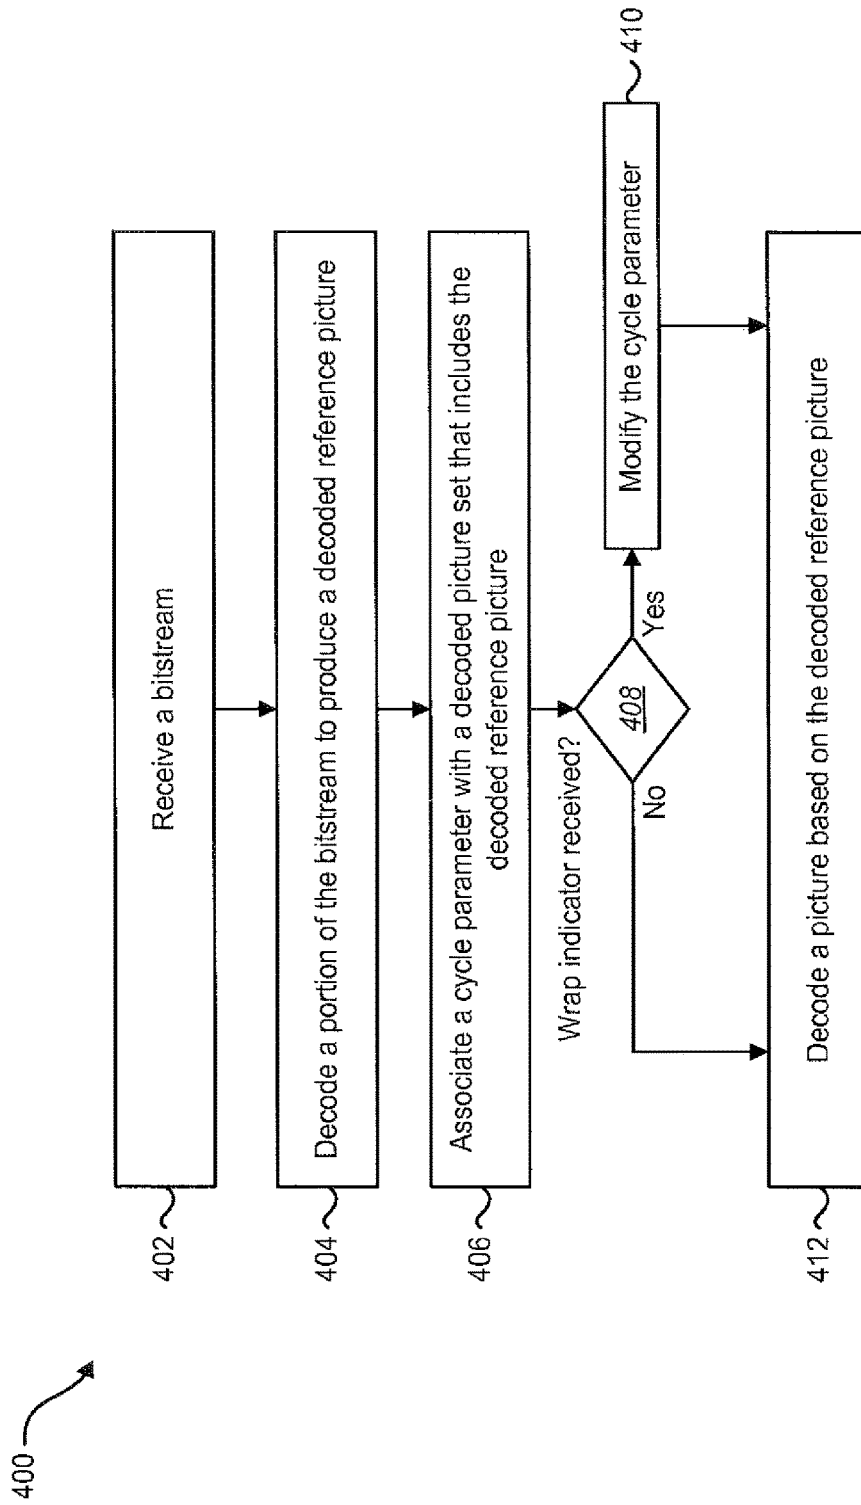 400
402
Receive a bitstream
404
Decode a portion of the bitstream to produce a decoded reference picture
406
Associate a cycle parameter with a decoded picture set that includes the
decoded reference picture
Wrap indicator received?
408
Yes
No
Modify the cycle parameter
410
412
Decode a picture based on the decoded reference picture